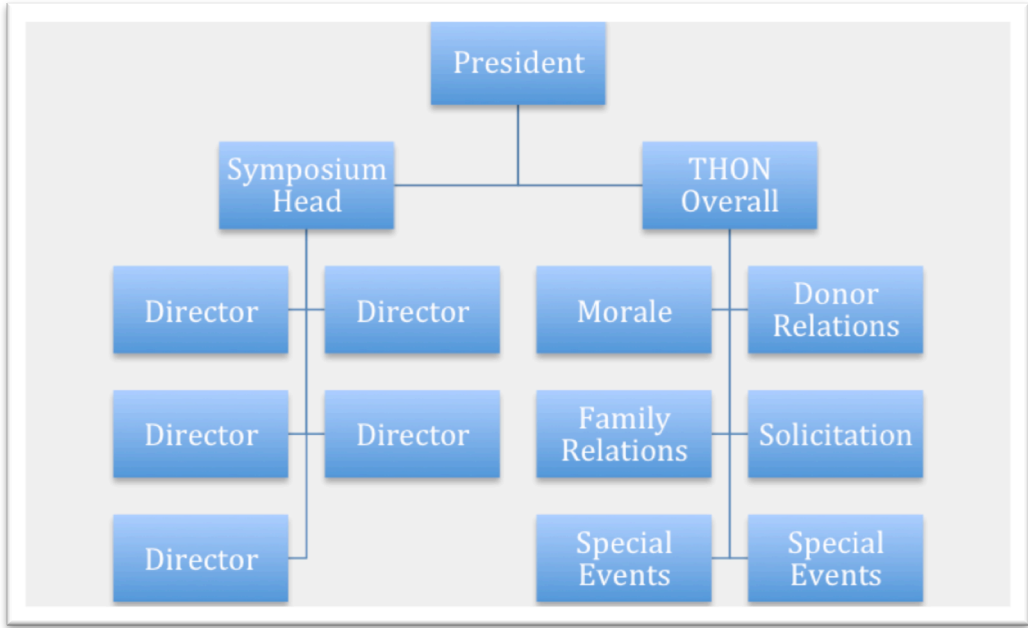 President
Symposium
Head
THON
Overall
Director
Director
Morale
Donor
Relations
Director
Director
Family
Relations
Solicitation
Director
Special
Events
Special
Events